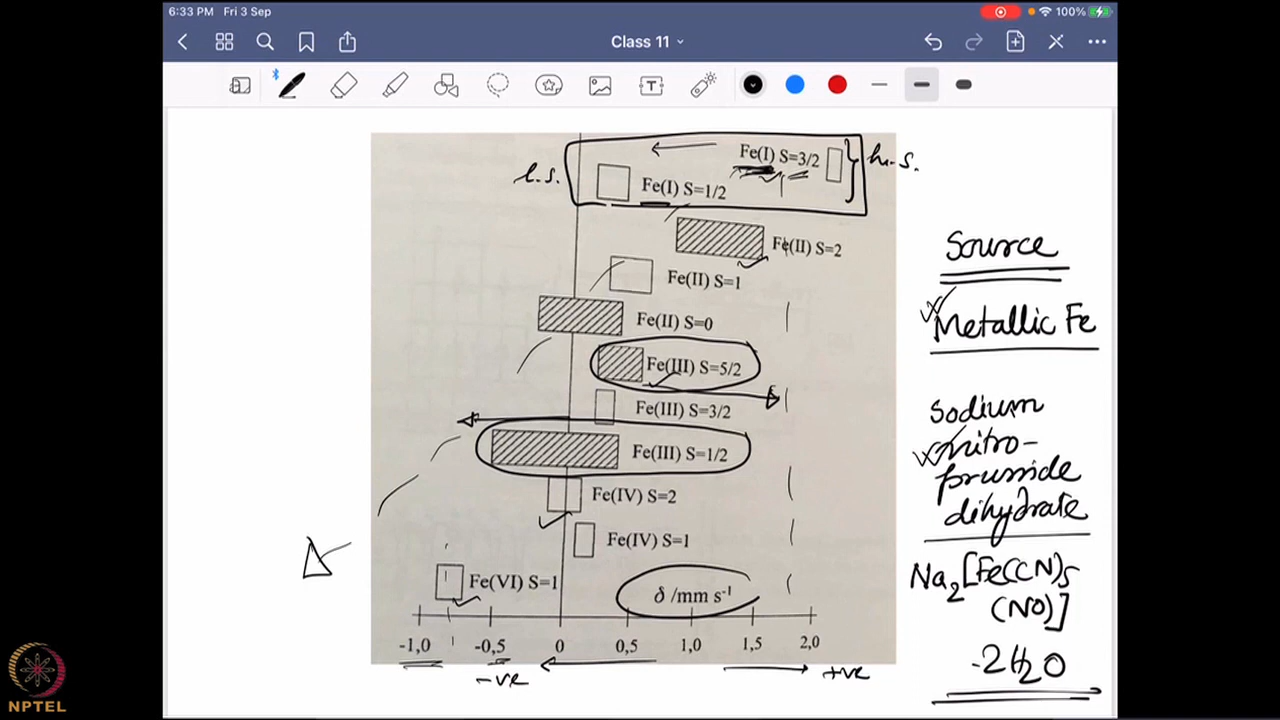 6:33 PM Fri 3 Sep
100%
Class 11
T
Fe(I) S=3/2
h.s.
l.s.
Fe(I) S=1/2
Fe(II) S=2
Fe(II) S=1
Fe(II) S=0
Fe(III) S=5/2
Fe(III) S=3/2
Fe(III) S=1/2
Fe(IV) S=2
Fe(IV) S=1
Fe(VI) S=1
δ /mm s⁻¹
-1,0 -0,5 0 0,5 1,0 1,5 2,0
-ve
+ve
Source
Metallic Fe
Sodium
nitro-
prusside
dihydrate
Na2[Fe(CN)5
(NO)]
·2H2O
NPTEL